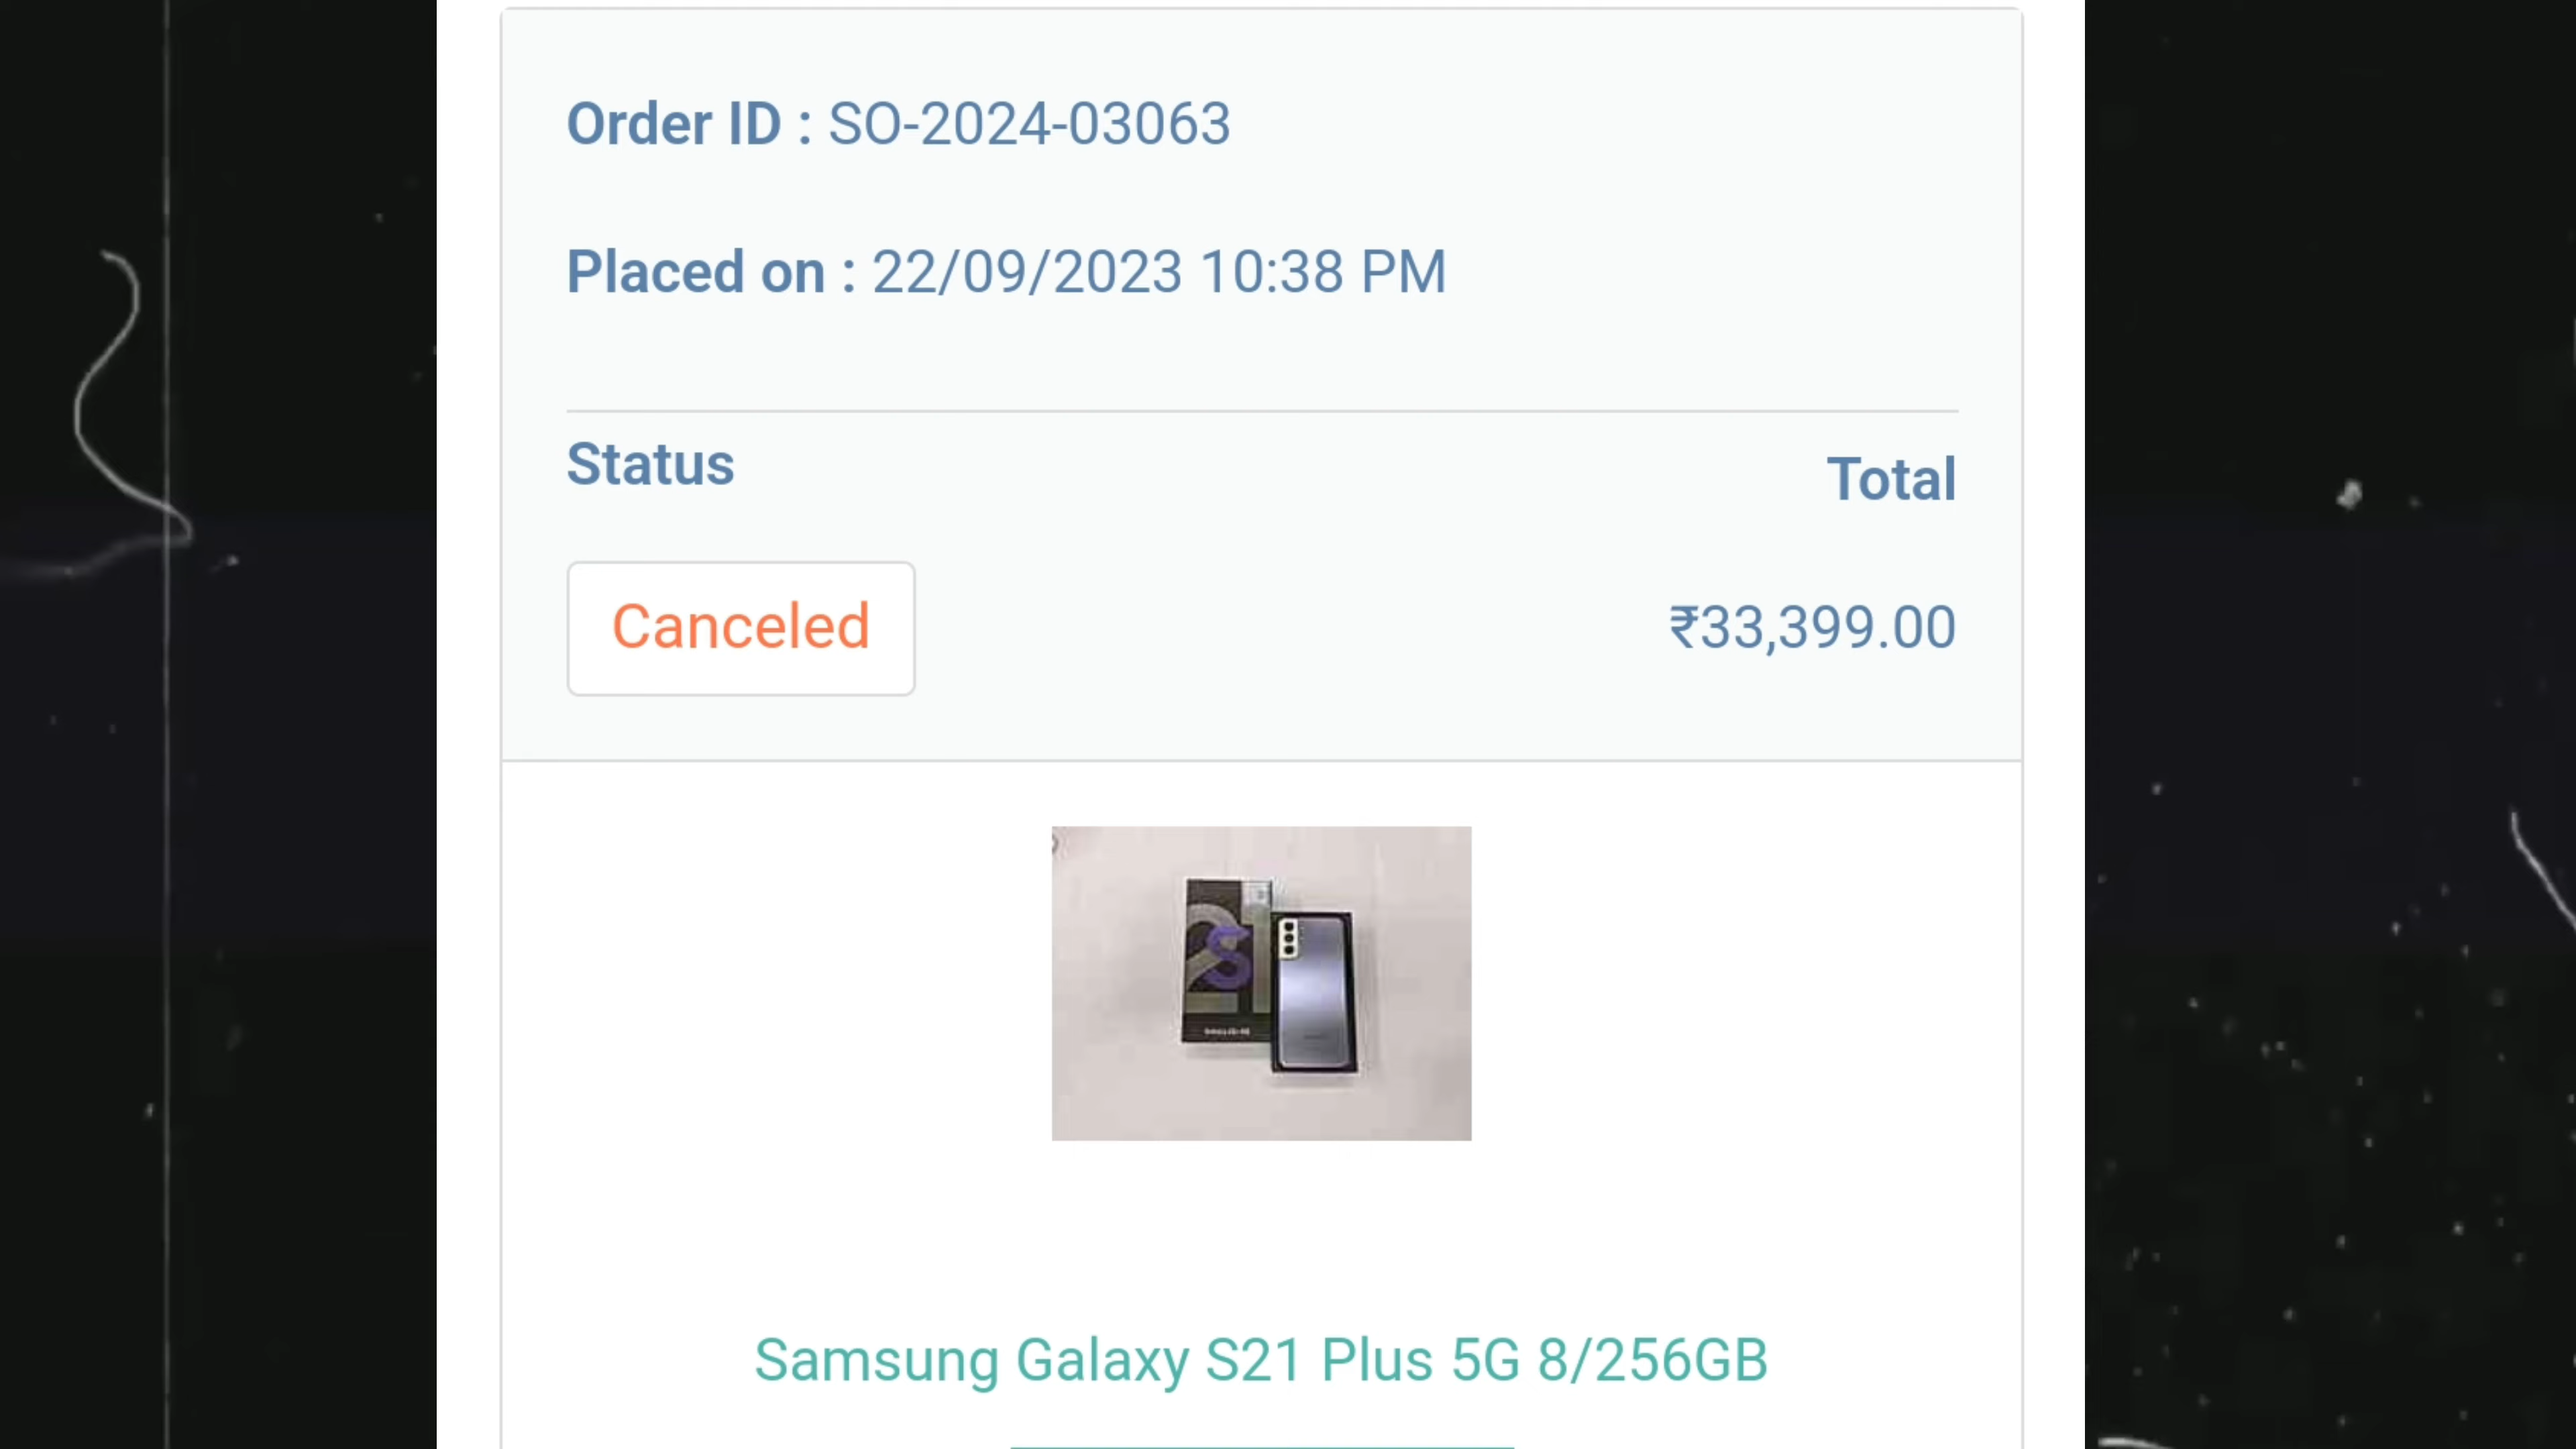 Order ID : SO-2024-03063
Placed on : 22/09/2023 10:38 PM
Status
Total
Canceled
₹33,399.00
S
21
Samsung Galaxy S21 Plus 5G 8/256GB